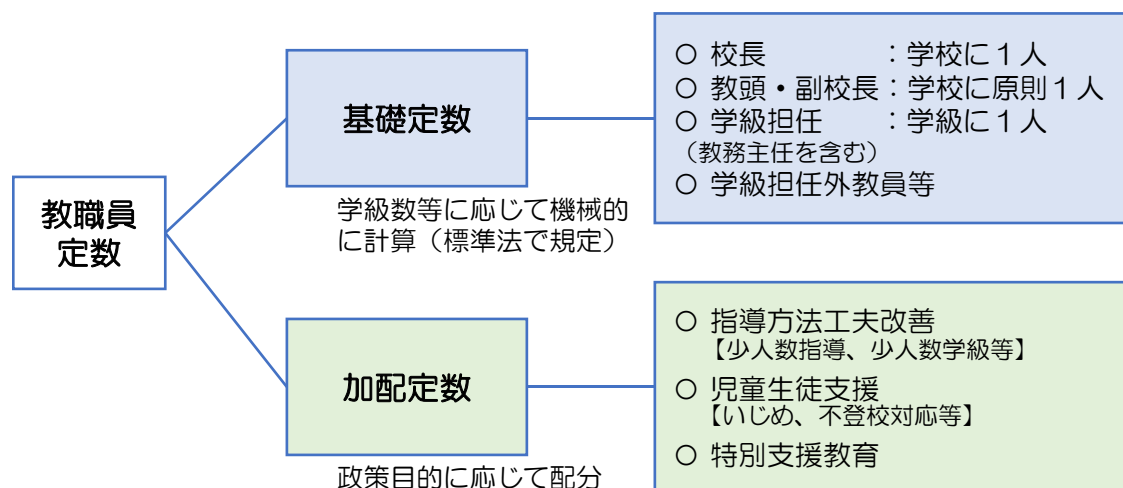 教職員
定数
基礎定数
学級数等に応じて機械的
に計算（標準法で規定）
○ 校長　　　　：学校に１人
○ 教頭・副校長：学校に原則１人
○ 学級担任　　：学級に１人
（教務主任を含む）
○ 学級担任外教員等
加配定数
政策目的に応じて配分
○ 指導方法工夫改善
【少人数指導、少人数学級等】
○ 児童生徒支援
【いじめ、不登校対応等】
○ 特別支援教育